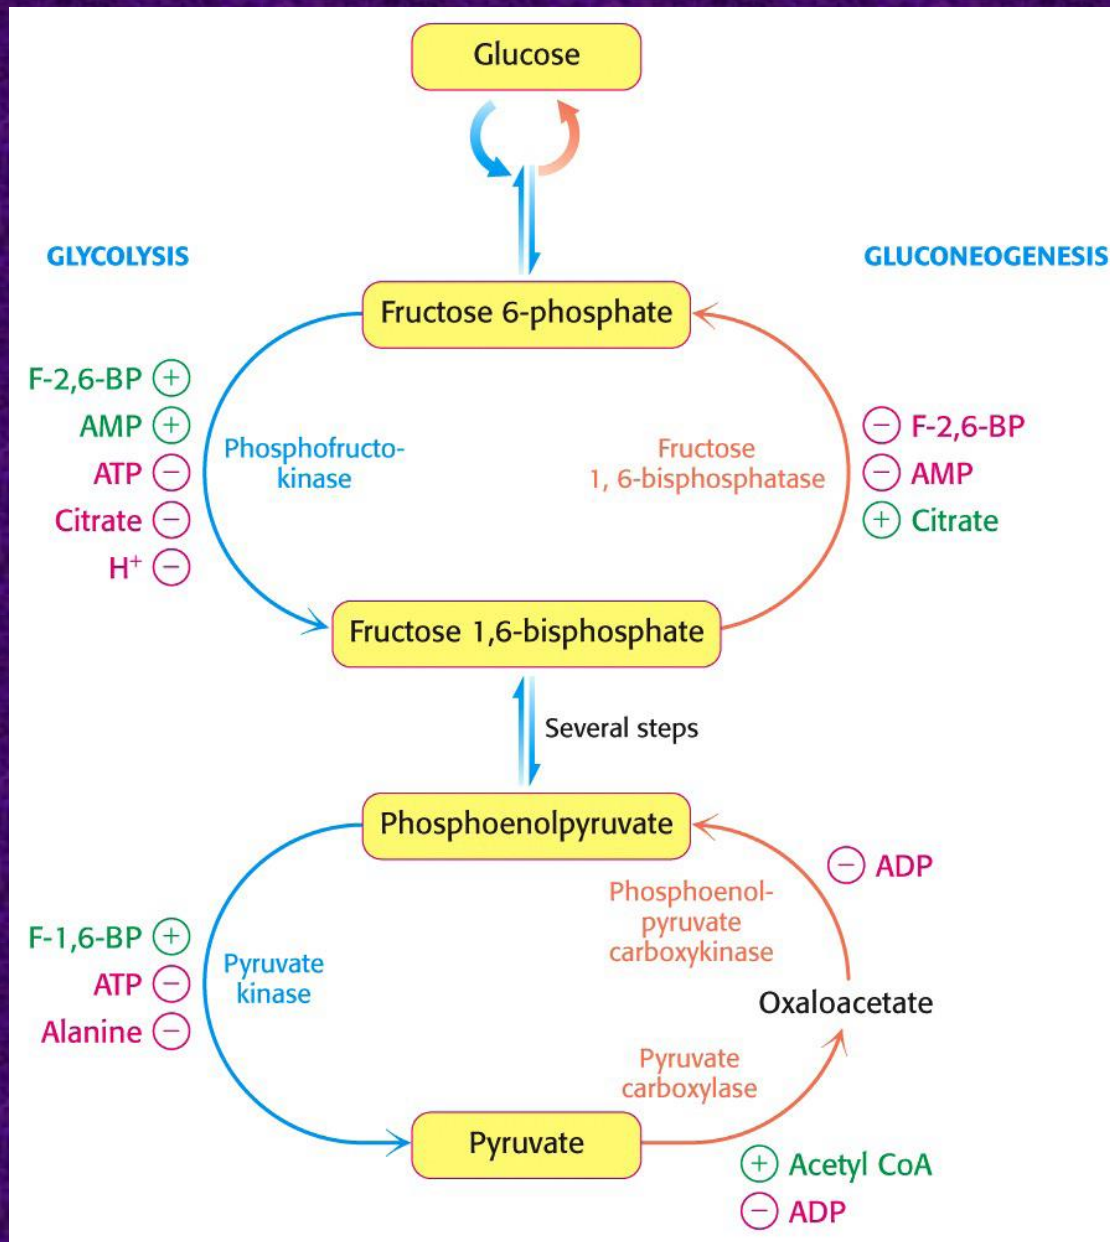 Glucose
GLYCOLYSIS
GLUCONEOGENESIS
Fructose 6-phosphate
F-2,6-BP +
AMP +
ATP −
Citrate −
H⁺ −
Phosphofructo-
kinase
Fructose
1, 6-bisphosphatase
− F-2,6-BP
− AMP
+ Citrate
Fructose 1,6-bisphosphate
Several steps
Phosphoenolpyruvate
− ADP
Phosphoenol-
pyruvate
carboxykinase
F-1,6-BP +
ATP −
Alanine −
Pyruvate
kinase
Oxaloacetate
Pyruvate
carboxylase
Pyruvate
+ Acetyl CoA
− ADP